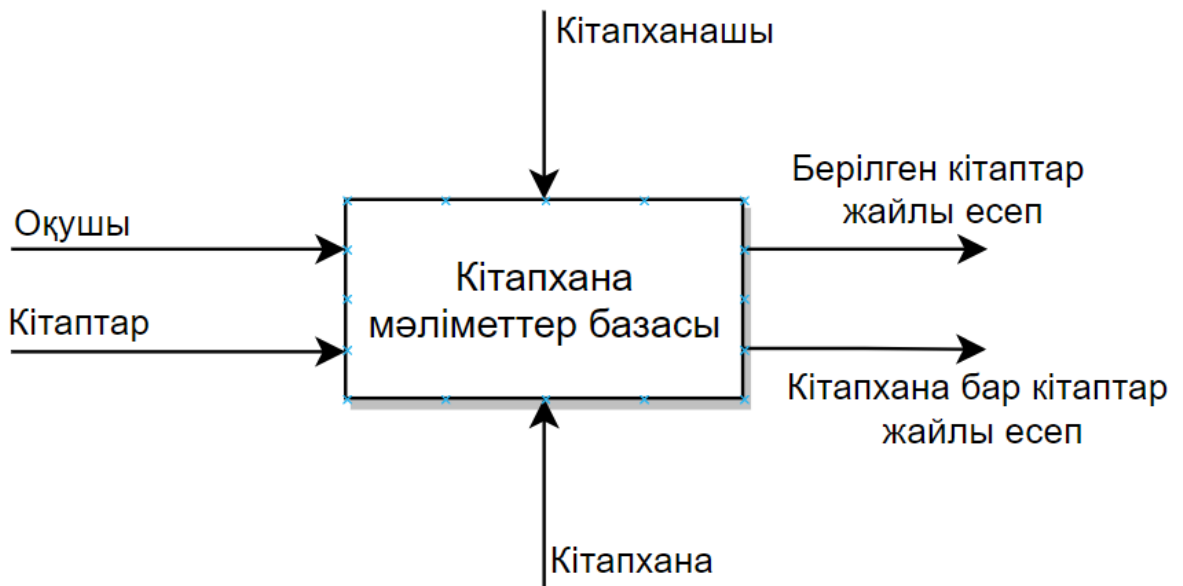 Кітапханашы
Берілген кітаптар
жайлы есеп
Оқушы
Кітапхана
мәліметтер базасы
Кітаптар
Кітапхана бар кітаптар
жайлы есеп
Кітапхана